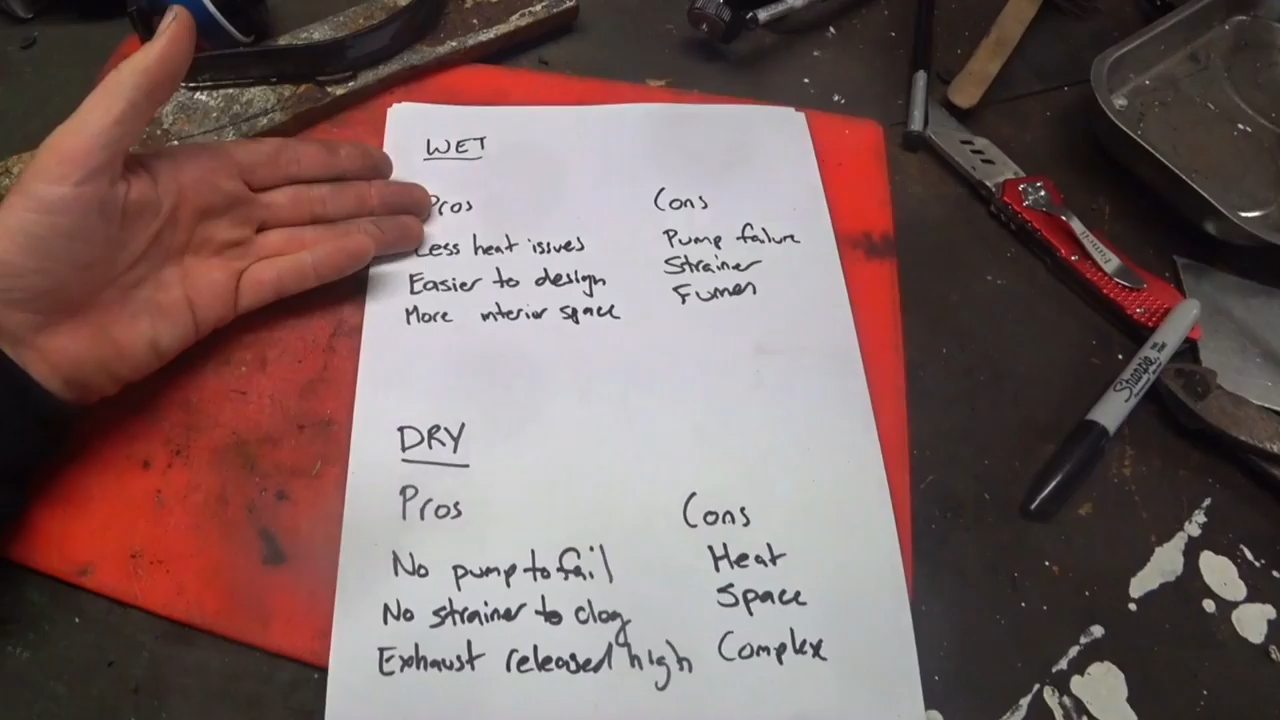 WET
Pros
Less heat issues
Easier to design
More interior space
Cons
Pump failure
Strainer
Fumes
DRY
Pros
No pump to fail
No strainer to clog
Exhaust released high
Cons
Heat
Space
Complex
Sharpie